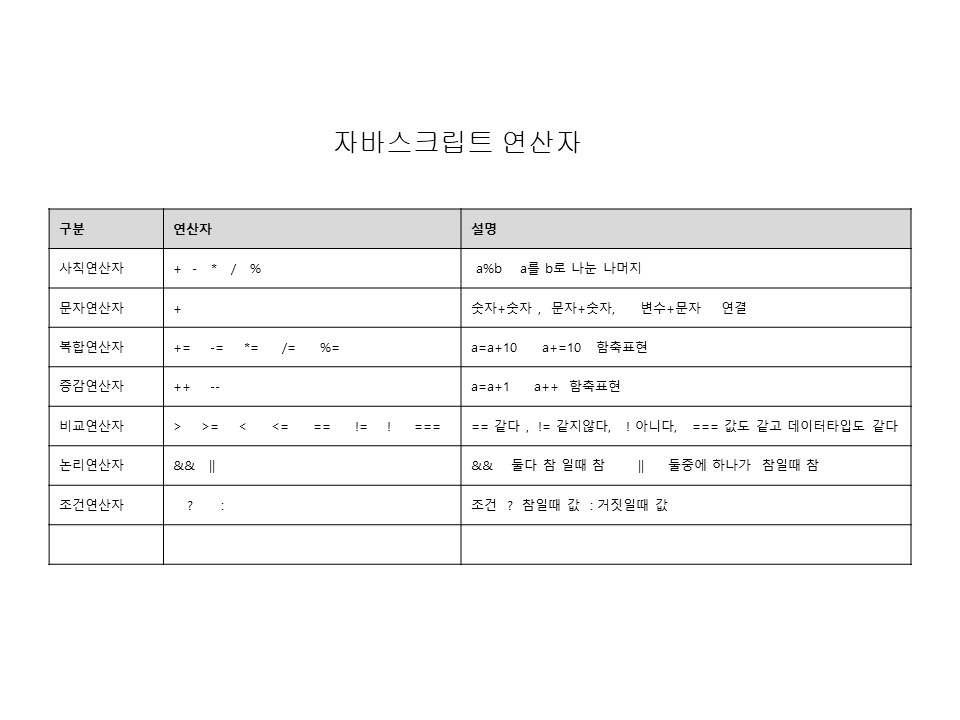 자바스크립트 연산자
구분 연산자 설명
사칙연산자 + - * / % a%b a를 b로 나눈 나머지
문자연산자 + 숫자+숫자 , 문자+숫자, 변수+문자 연결
복합연산자 += -= *= /= %= a=a+10 a+=10 함축표현
증감연산자 ++ -- a=a+1 a++ 함축표현
비교연산자 > >= < <= == != ! === == 같다 , != 같지않다, ! 아니다, === 값도 같고 데이터타입도 같다
논리연산자 && || && 둘다 참 일때 참 || 둘중에 하나가 참일때 참
조건연산자 ? : 조건 ? 참일때 값 : 거짓일때 값